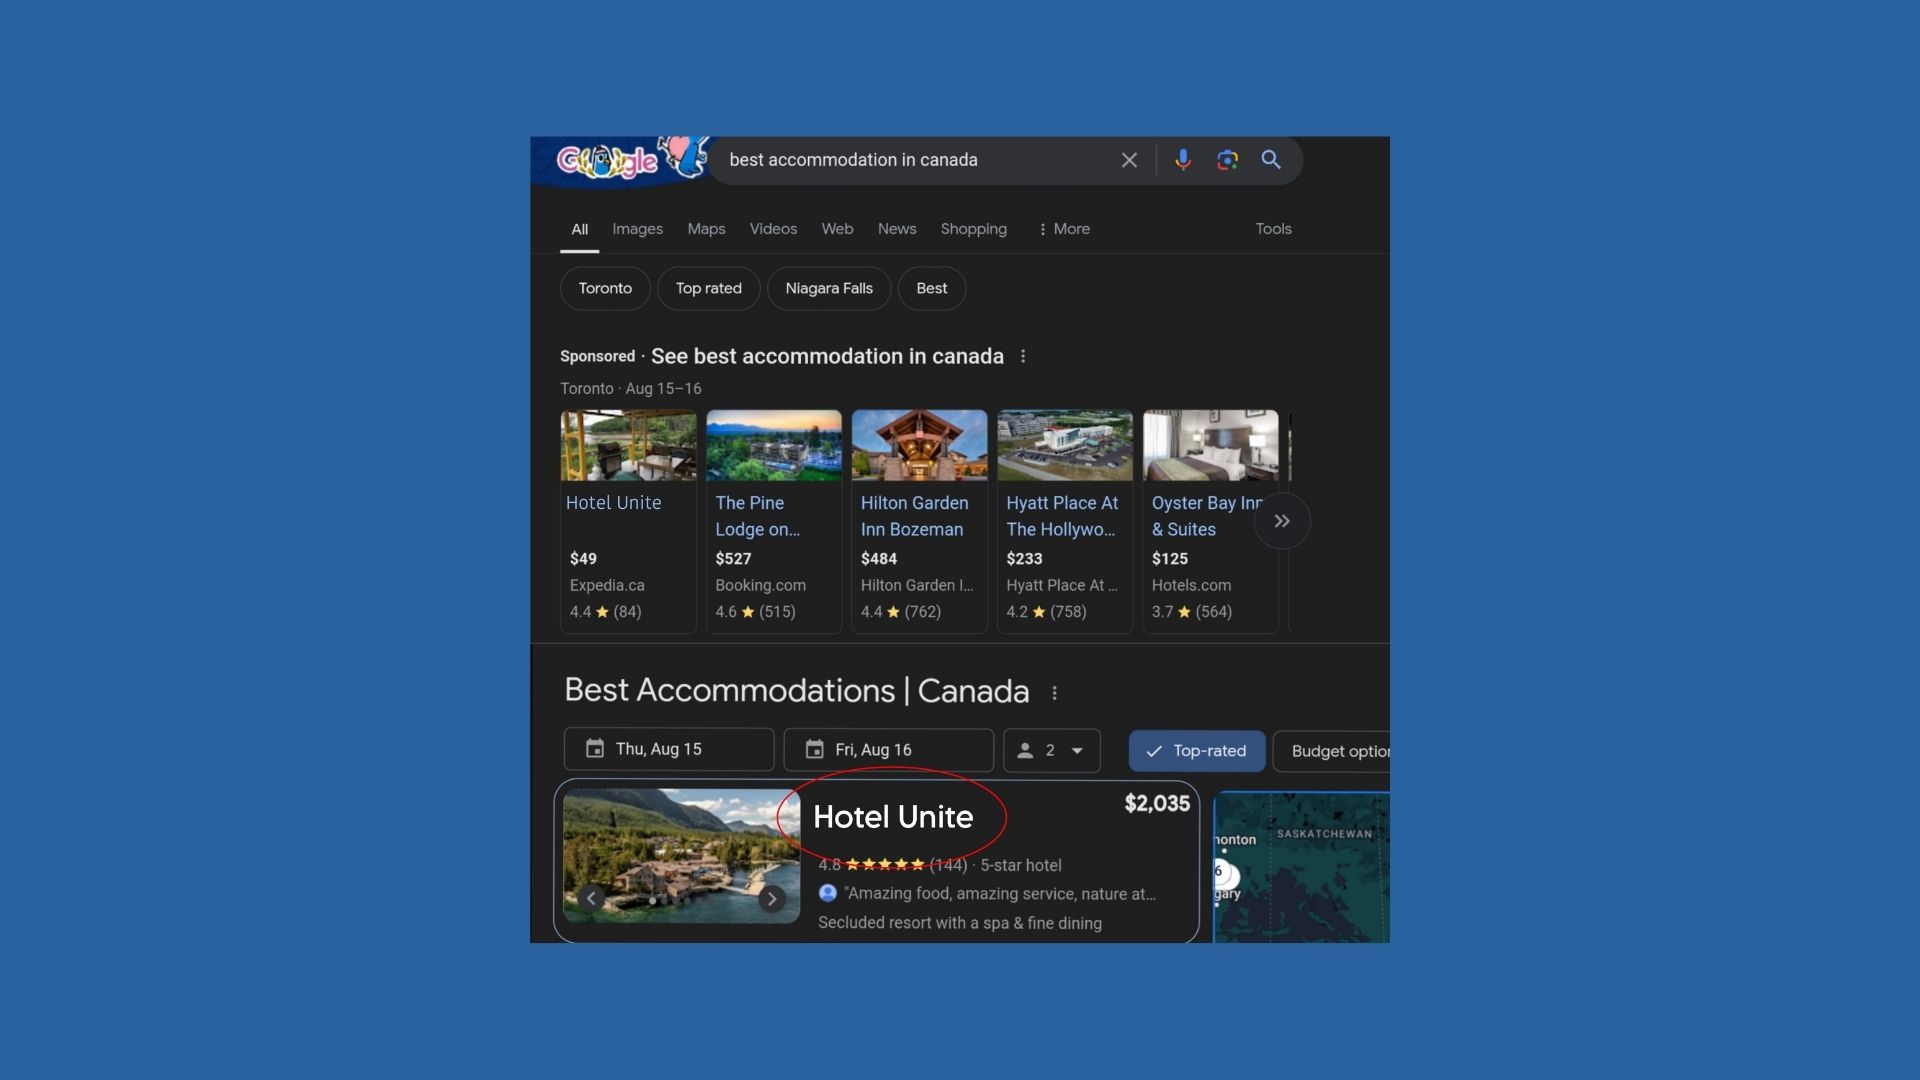 Google
best accommodation in canada
All Images Maps Videos Web News Shopping More Tools
Toronto Top rated Niagara Falls Best
Sponsored · See best accommodation in canada
Toronto · Aug 15–16
Hotel Unite
$49
Expedia.ca
4.4 ★ (84)
The Pine
Lodge on...
$527
Booking.com
4.6 ★ (515)
Hilton Garden
Inn Bozeman
$484
Hilton Garden I...
4.4 ★ (762)
Hyatt Place At
The Hollywo...
$233
Hyatt Place At ...
4.2 ★ (758)
Oyster Bay Inn
& Suites
$125
Hotels.com
3.7 ★ (564)
Best Accommodations | Canada
Thu, Aug 15 Fri, Aug 16 2 Top-rated Budget option
Hotel Unite $2,035
4.8 ★★★★★ (144) · 5-star hotel
"Amazing food, amazing service, nature at...
Secluded resort with a spa & fine dining
SASKATCHEWAN
monton
6
gary